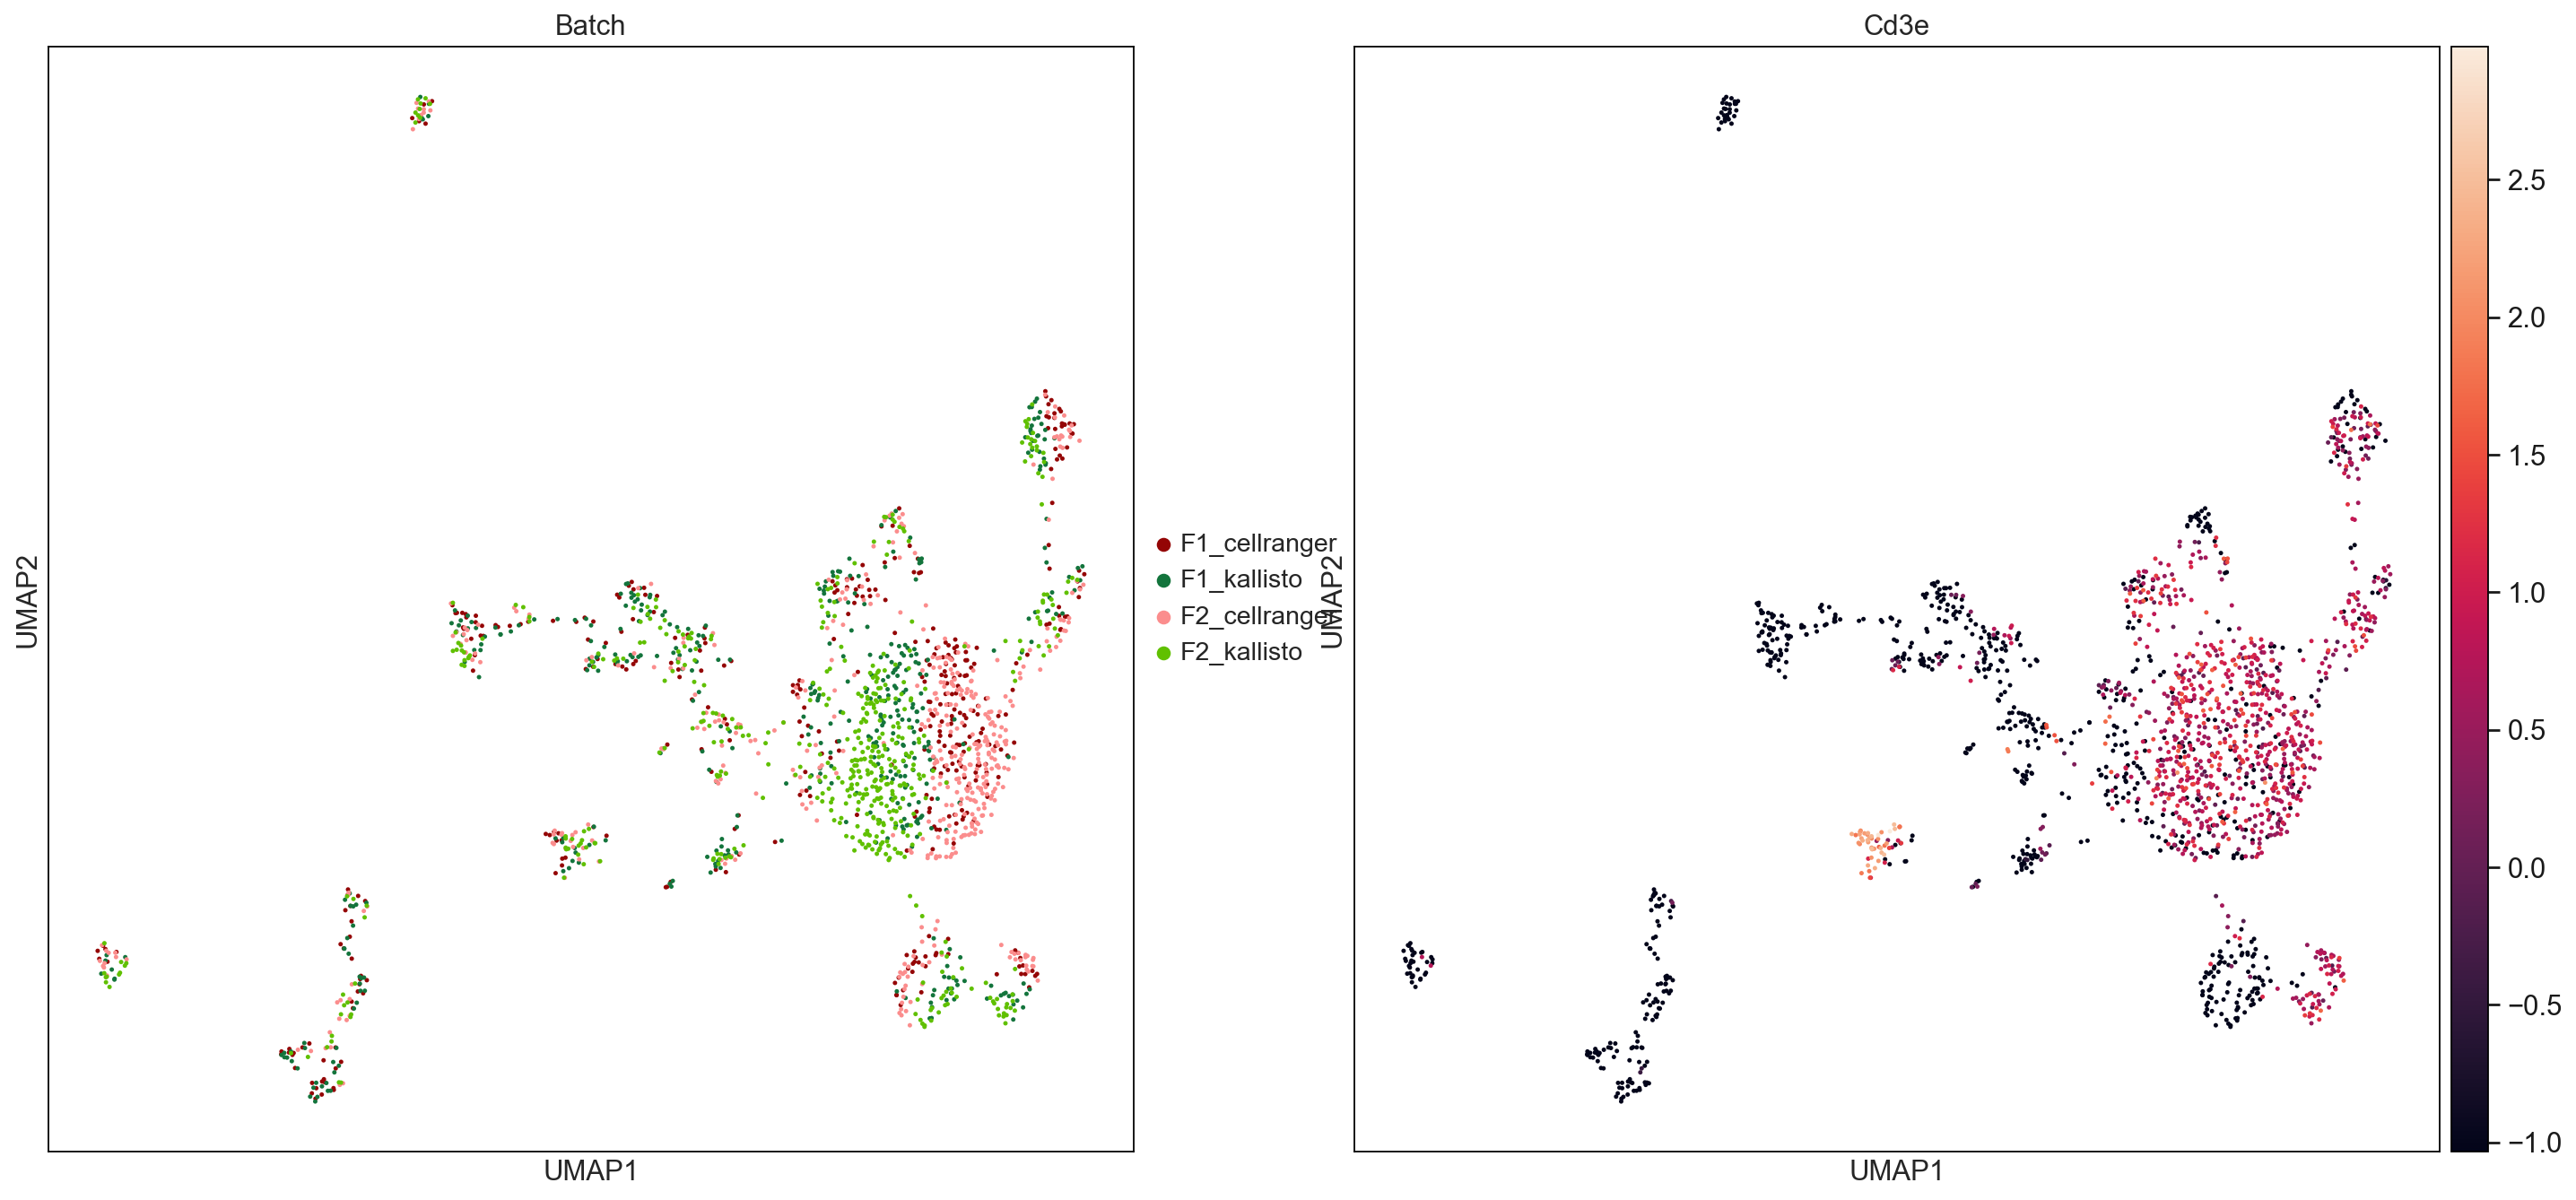 Batch
UMAP2
UMAP1
F1_cellranger
F1_kallisto
F2_cellranger
F2_kallisto
Cd3e
UMAP2
UMAP1
2.5
2.0
1.5
1.0
0.5
0.0
−0.5
−1.0